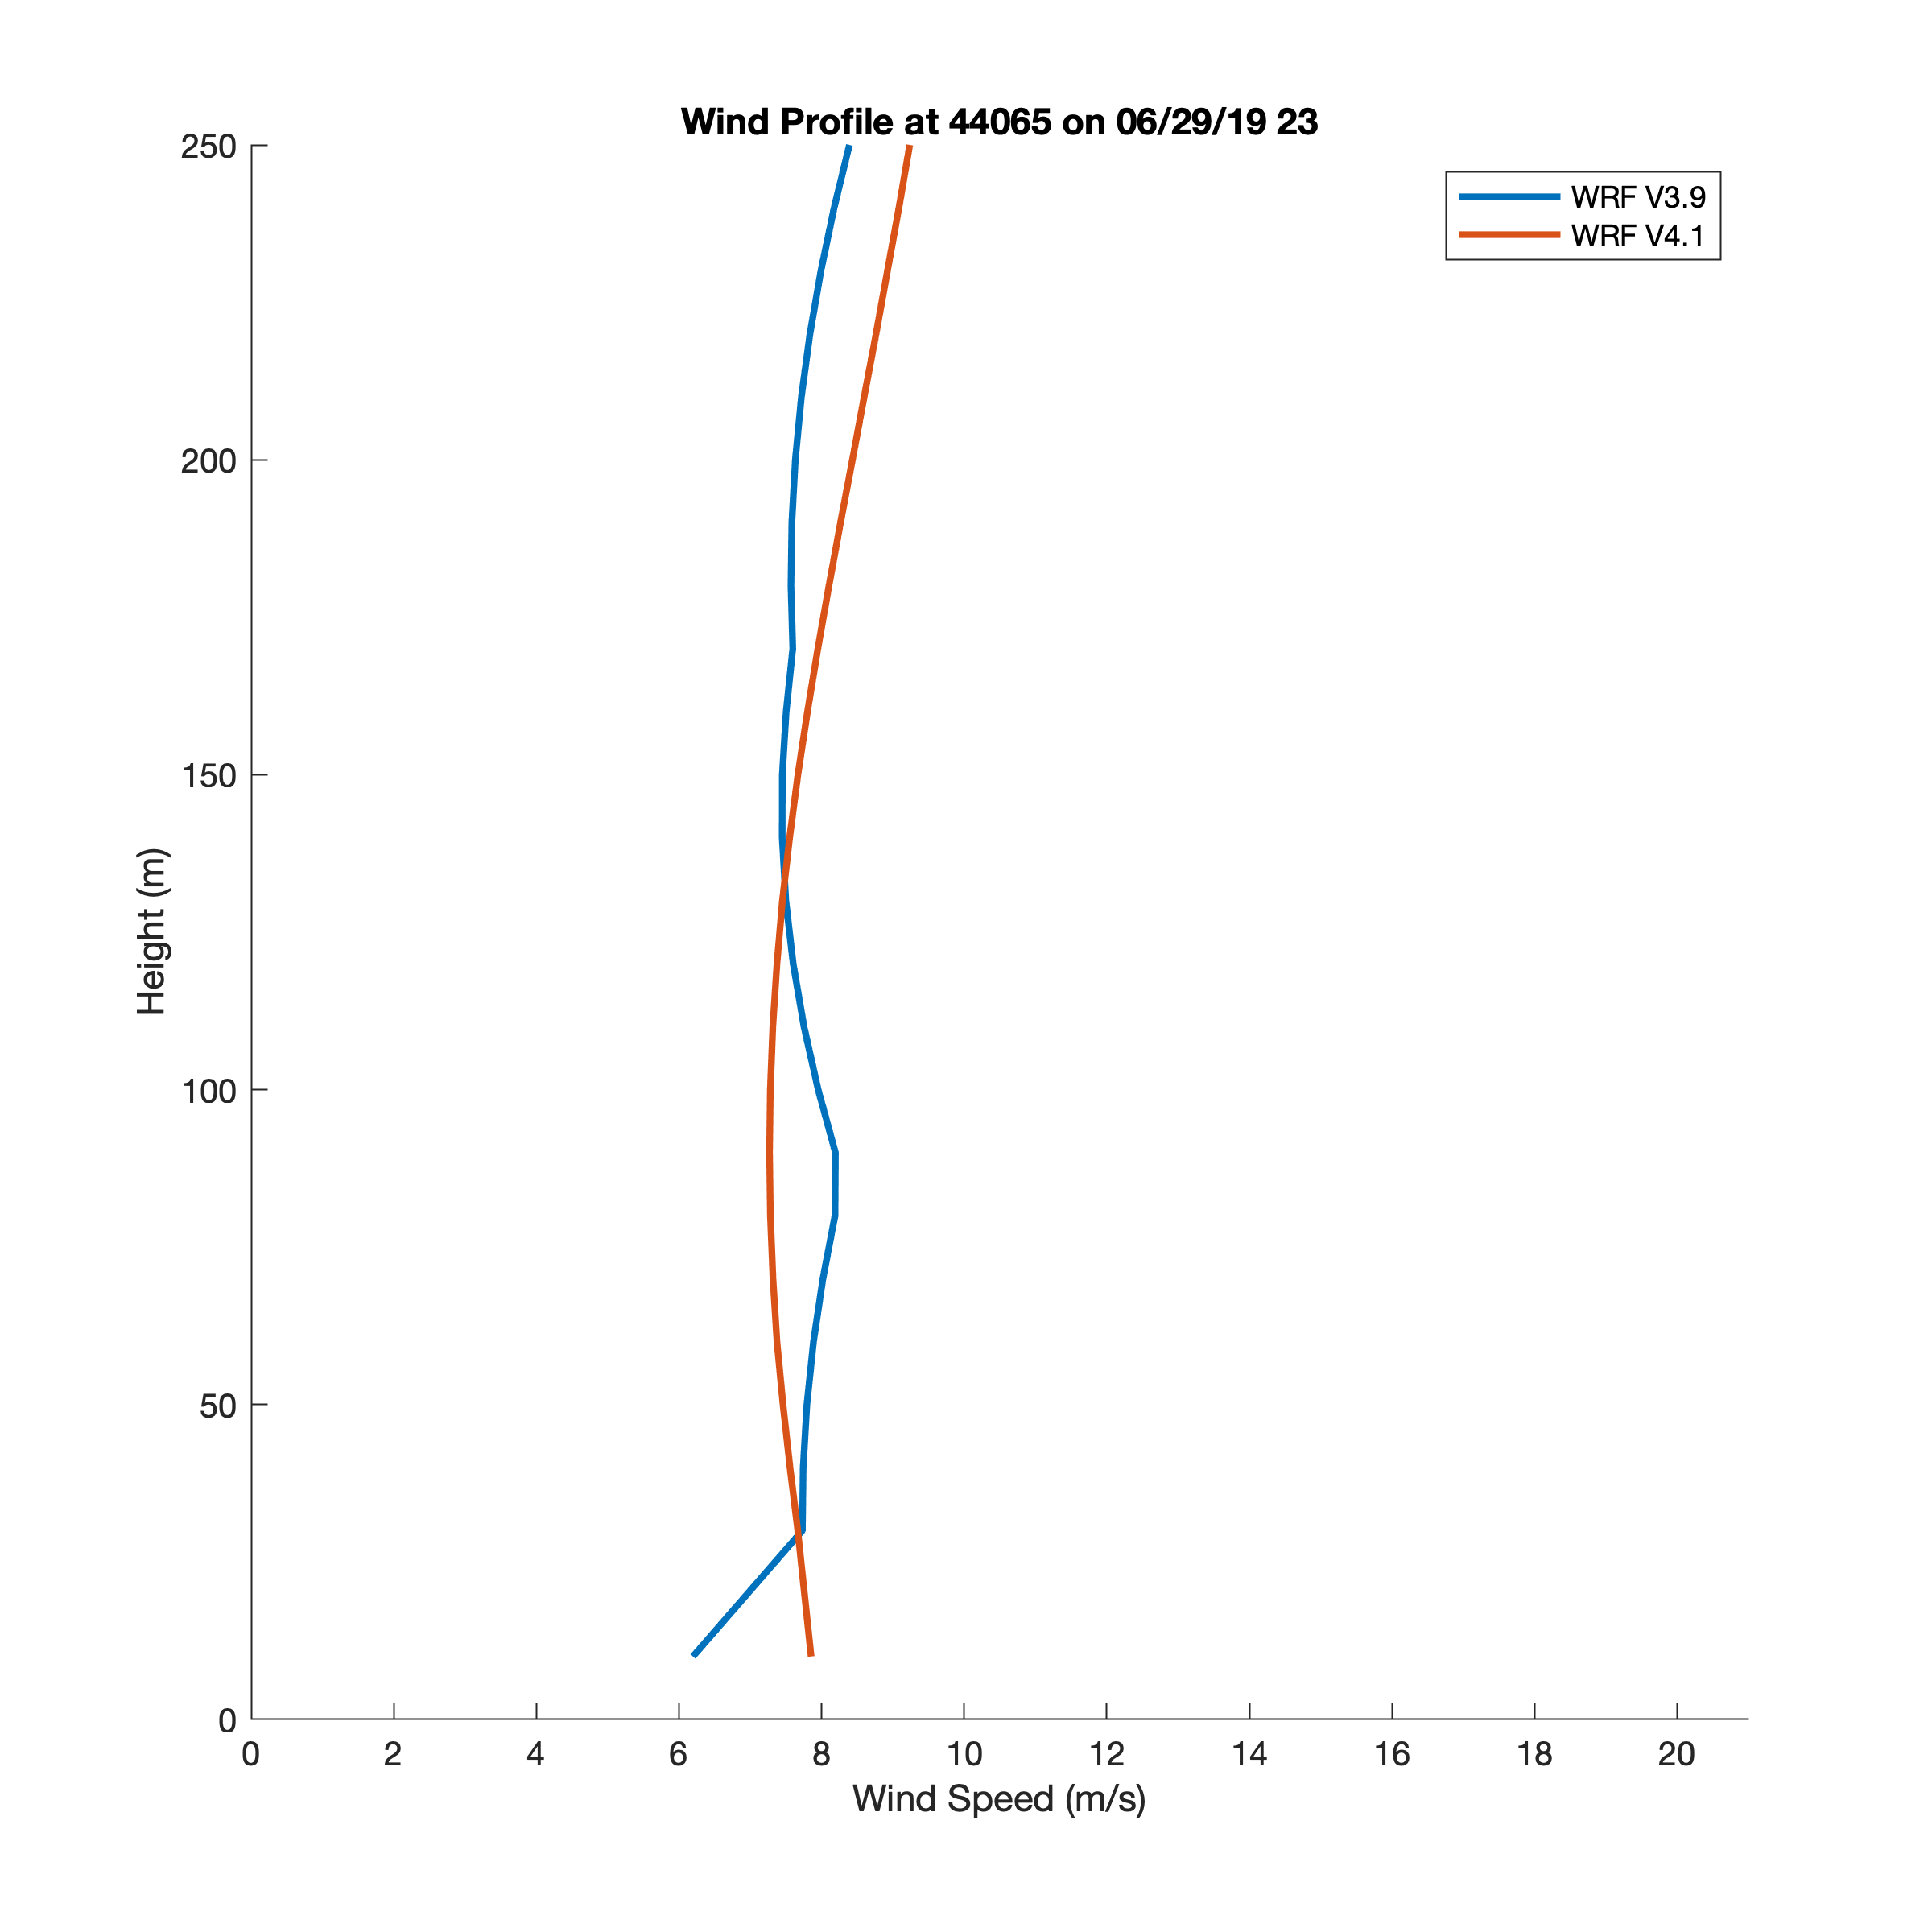 Wind Profile at 44065 on 06/29/19 23
WRF V3.9
WRF V4.1
250
200
150
100
50
0
Height (m)
0 2 4 6 8 10 12 14 16 18 20
Wind Speed (m/s)